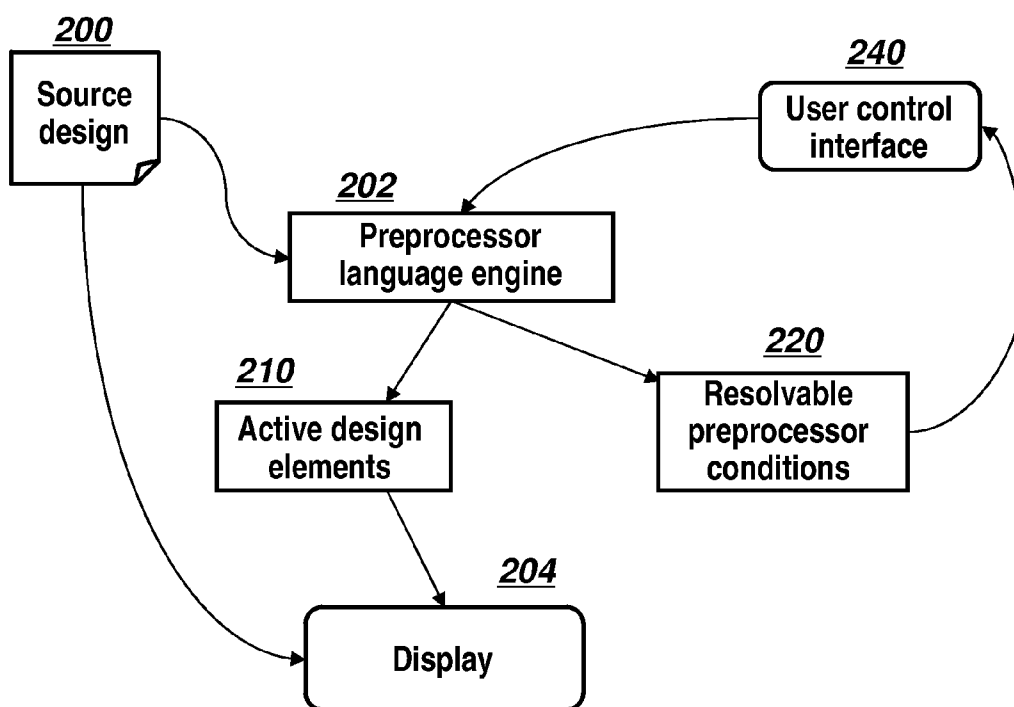 200
Source
design
240
User control
interface
202
Preprocessor
language engine
210
Active design
elements
220
Resolvable
preprocessor
conditions
204
Display